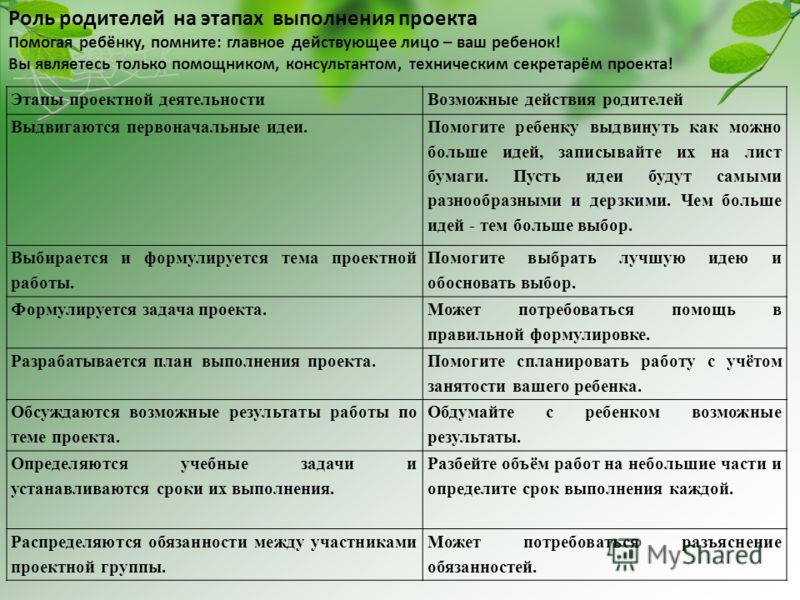 Роль родителей на этапах выполнения проекта
Помогая ребёнку, помните: главное действующее лицо – ваш ребенок!
Вы являетесь только помощником, консультантом, техническим секретарём проекта!
Этапы проектной деятельности
Возможные действия родителей
Выдвигаются первоначальные идеи.
Помогите ребенку выдвинуть как можно
больше идей, записывайте их на лист
бумаги. Пусть идеи будут самыми
разнообразными и дерзкими. Чем больше
идей - тем больше выбор.
Выбирается и формулируется тема проектной
работы.
Помогите выбрать лучшую идею и
обосновать выбор.
Формулируется задача проекта.
Может потребоваться помощь в
правильной формулировке.
Разрабатывается план выполнения проекта.
Помогите спланировать работу с учётом
занятости вашего ребенка.
Обсуждаются возможные результаты работы по
теме проекта.
Обдумайте с ребенком возможные
результаты.
Определяются учебные задачи и
устанавливаются сроки их выполнения.
Разбейте объём работ на небольшие части и
определите срок выполнения каждой.
Распределяются обязанности между участниками
проектной группы.
Может потребоваться разъяснение
обязанностей.
MyShared